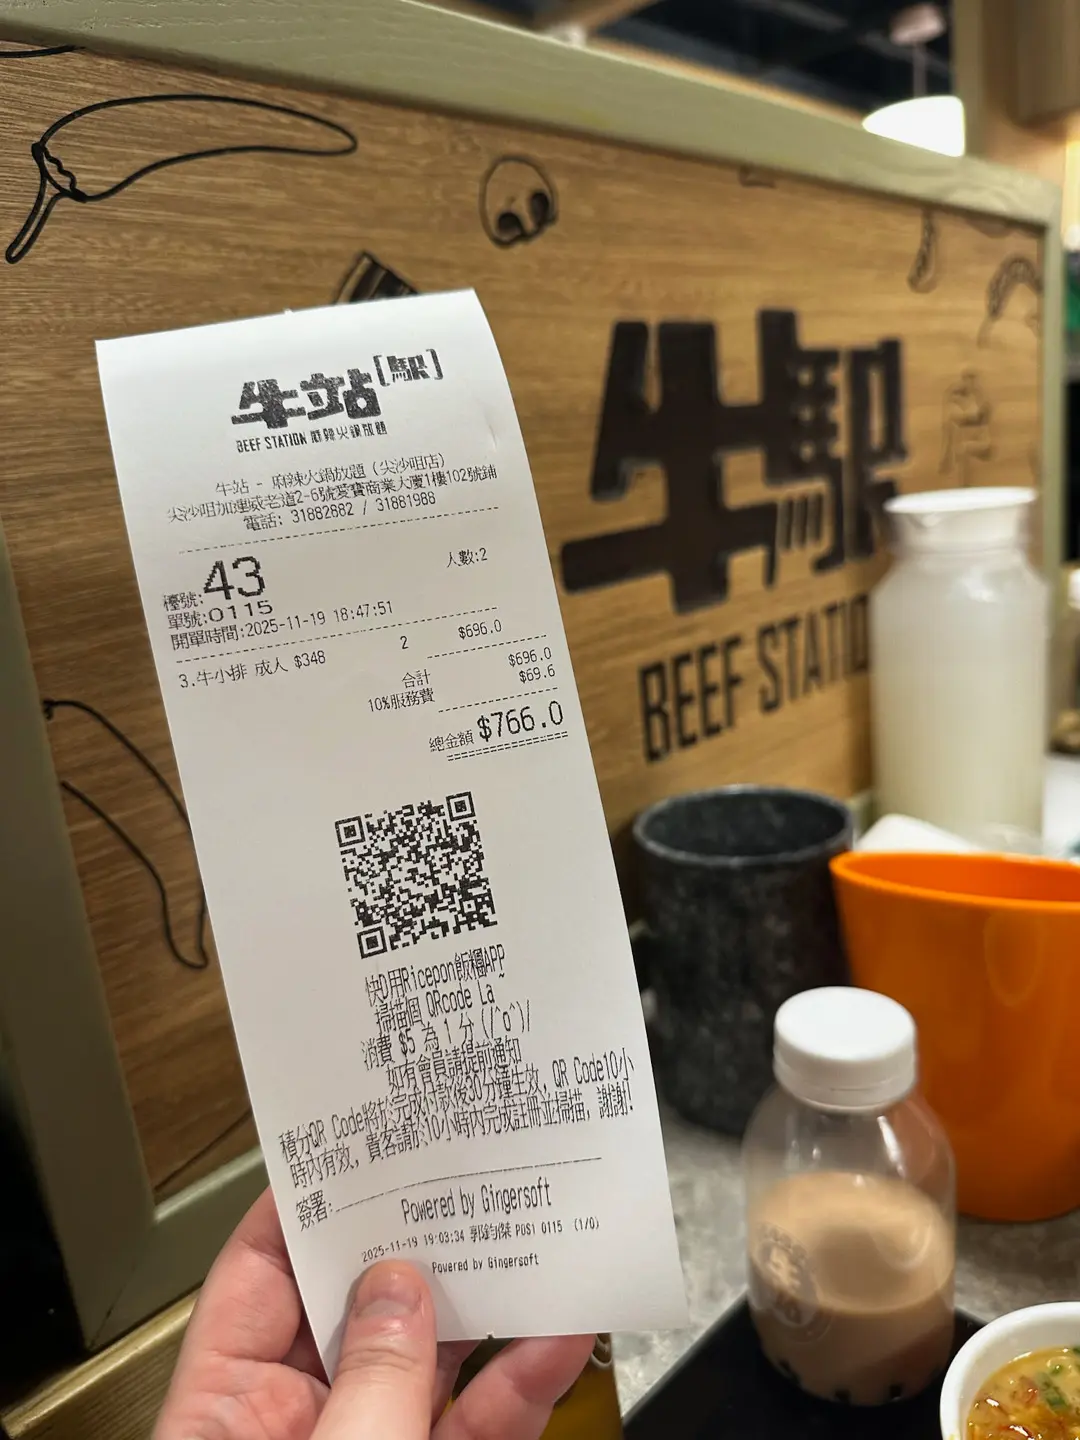 牛站[駅]
BEEF STATION 麻辣火鍋放題
牛站 - 麻辣火鍋放題 (尖沙咀店)
尖沙咀加連威老道2-6號愛賓商業大廈1樓102號鋪
電話: 31882882 / 31881988
檯號:43 人數:2
單號:0115
開單時間:2025-11-19 18:47:51
3.牛小排 成人 $348 2 $696.0
合計 $696.0
10%服務費 $69.6
總金額 $766.0
快D用Ricepon飯糰APP
掃描個 QRcode La~
消費 $5 為 1 分 (/^o^)/
如有會員請提前通知
積分QR Code將於完成付款後30分鐘生效, QR Code10小
時內有效, 貴客請於10小時內完成註冊並掃描, 謝謝!
簽署:
Powered by Gingersoft
2025-11-19 19:03:34 郭鈞傑 POS1 0115 (1/0)
Powered by Gingersoft
牛駅
BEEF STATIO